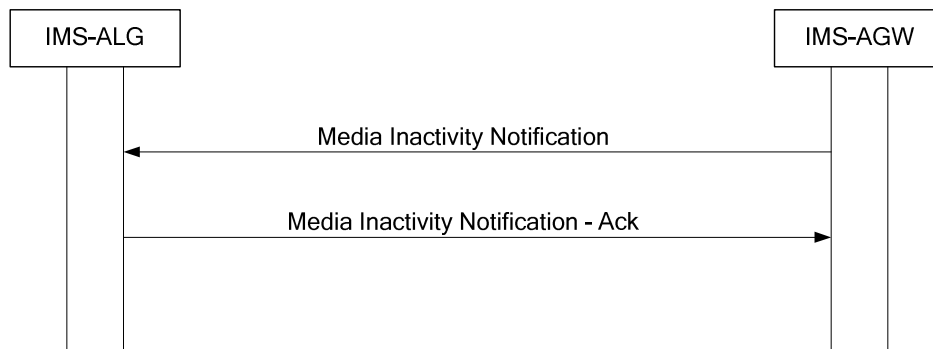 IMS-ALG
IMS-AGW
Media Inactivity Notification
Media Inactivity Notification - Ack